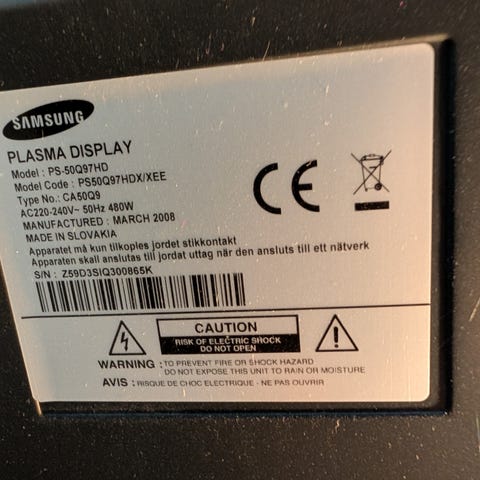 SAMSUNG
PLASMA DISPLAY
Model : PS-50Q97HD
Model Code : PS50Q97HDX/XEE
Type No.: CA50Q9
AC220-240V~ 50Hz 480W
MANUFACTURED : MARCH 2008
MADE IN SLOVAKIA
Apparatet må kun tilkoples jordet stikkontakt
Apparaten skall anslutas till jordat uttag när den ansluts till ett nätverk
S/N : Z59D3SIQ300865K
CE
CAUTION
RISK OF ELECTRIC SHOCK
DO NOT OPEN
WARNING : TO PREVENT FIRE OR SHOCK HAZARD
DO NOT EXPOSE THIS UNIT TO RAIN OR MOISTURE
AVIS : RISQUE DE CHOC ELECTRIQUE - NE PAS OUVRIR